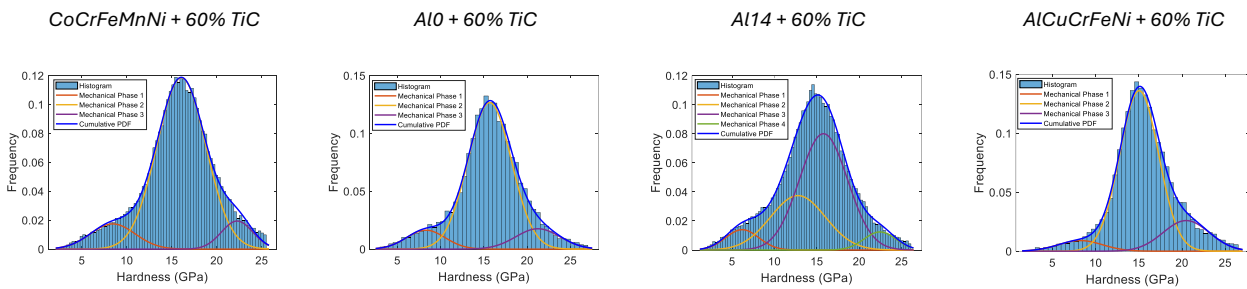 CoCrFeMnNi + 60% TiC
Al0 + 60% TiC
Al14 + 60% TiC
AlCuCrFeNi + 60% TiC
0.12
0.1
0.08
0.06
0.04
0.02
0
Frequency
Histogram
Mechanical Phase 1
Mechanical Phase 2
Mechanical Phase 3
Cumulative PDF
5 10 15 20 25
Hardness (GPa)
0.15
0.1
0.05
0
Frequency
Histogram
Mechanical Phase 1
Mechanical Phase 2
Mechanical Phase 3
Cumulative PDF
5 10 15 20 25
Hardness (GPa)
0.14
0.12
0.1
0.08
0.06
0.04
0.02
0
Frequency
Histogram
Mechanical Phase 1
Mechanical Phase 2
Mechanical Phase 3
Mechanical Phase 4
Cumulative PDF
5 10 15 20 25
Hardness (GPa)
0.15
0.1
0.05
0
Frequency
Histogram
Mechanical Phase 1
Mechanical Phase 2
Mechanical Phase 3
Cumulative PDF
5 10 15 20 25
Hardness (GPa)